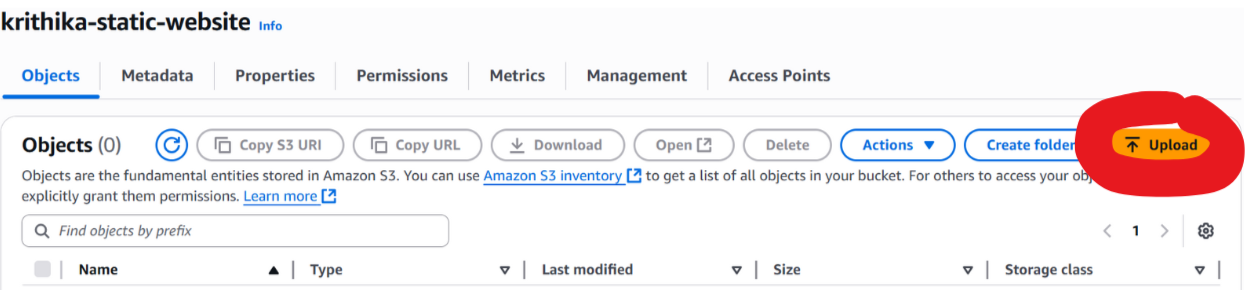 krithika-static-website Info
Objects Metadata Properties Permissions Metrics Management Access Points
Objects (0) Copy S3 URI Copy URL Download Open Delete Actions Create folder Upload
Objects are the fundamental entities stored in Amazon S3. You can use Amazon S3 inventory to get a list of all objects in your bucket. For others to access your
explicitly grant them permissions. Learn more
Find objects by prefix 1
Name Type Last modified Size Storage class